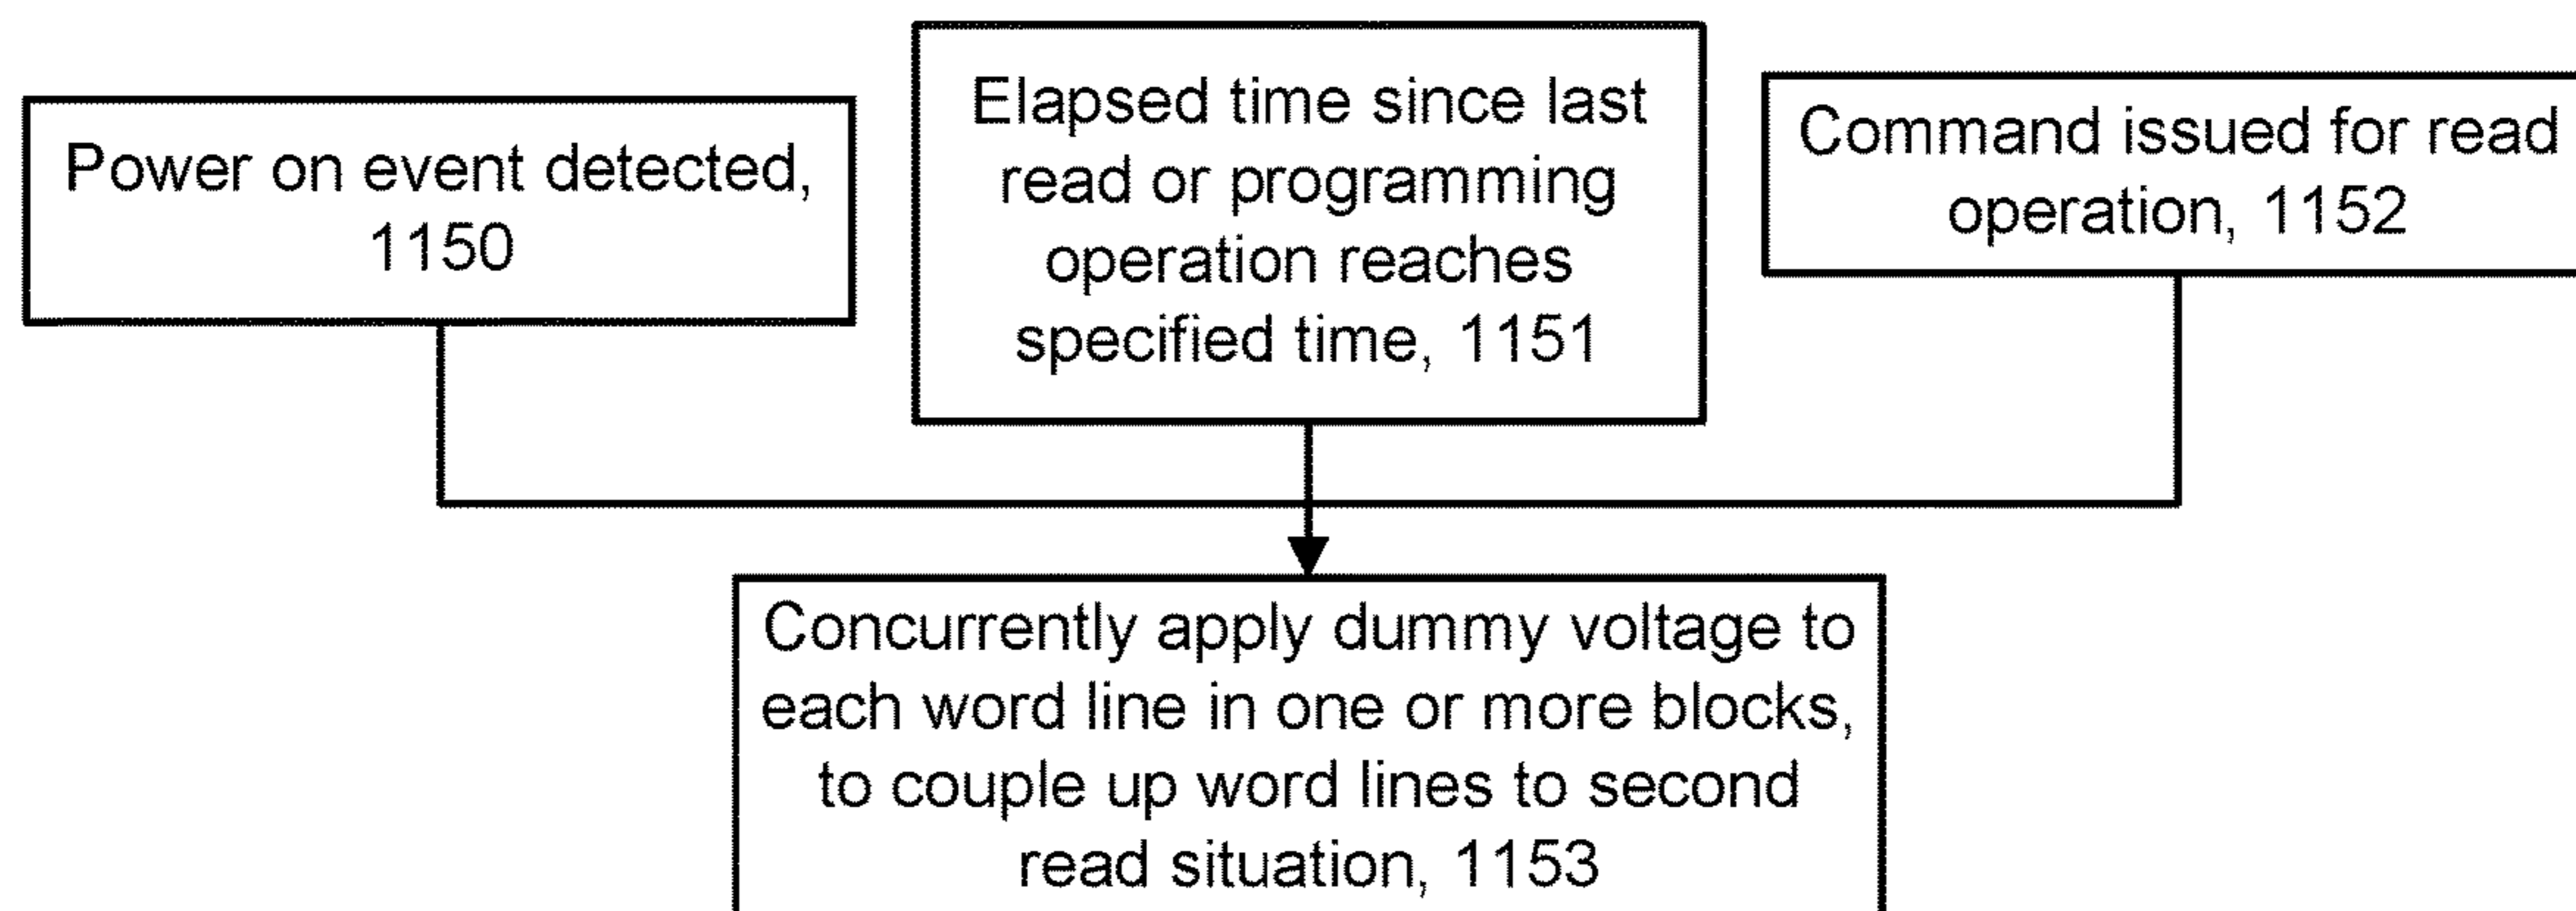 Power on event detected,
1150
Elapsed time since last
read or programming
operation reaches
specified time, 1151
Command issued for read
operation, 1152
Concurrently apply dummy voltage to
each word line in one or more blocks,
to couple up word lines to second
read situation, 1153